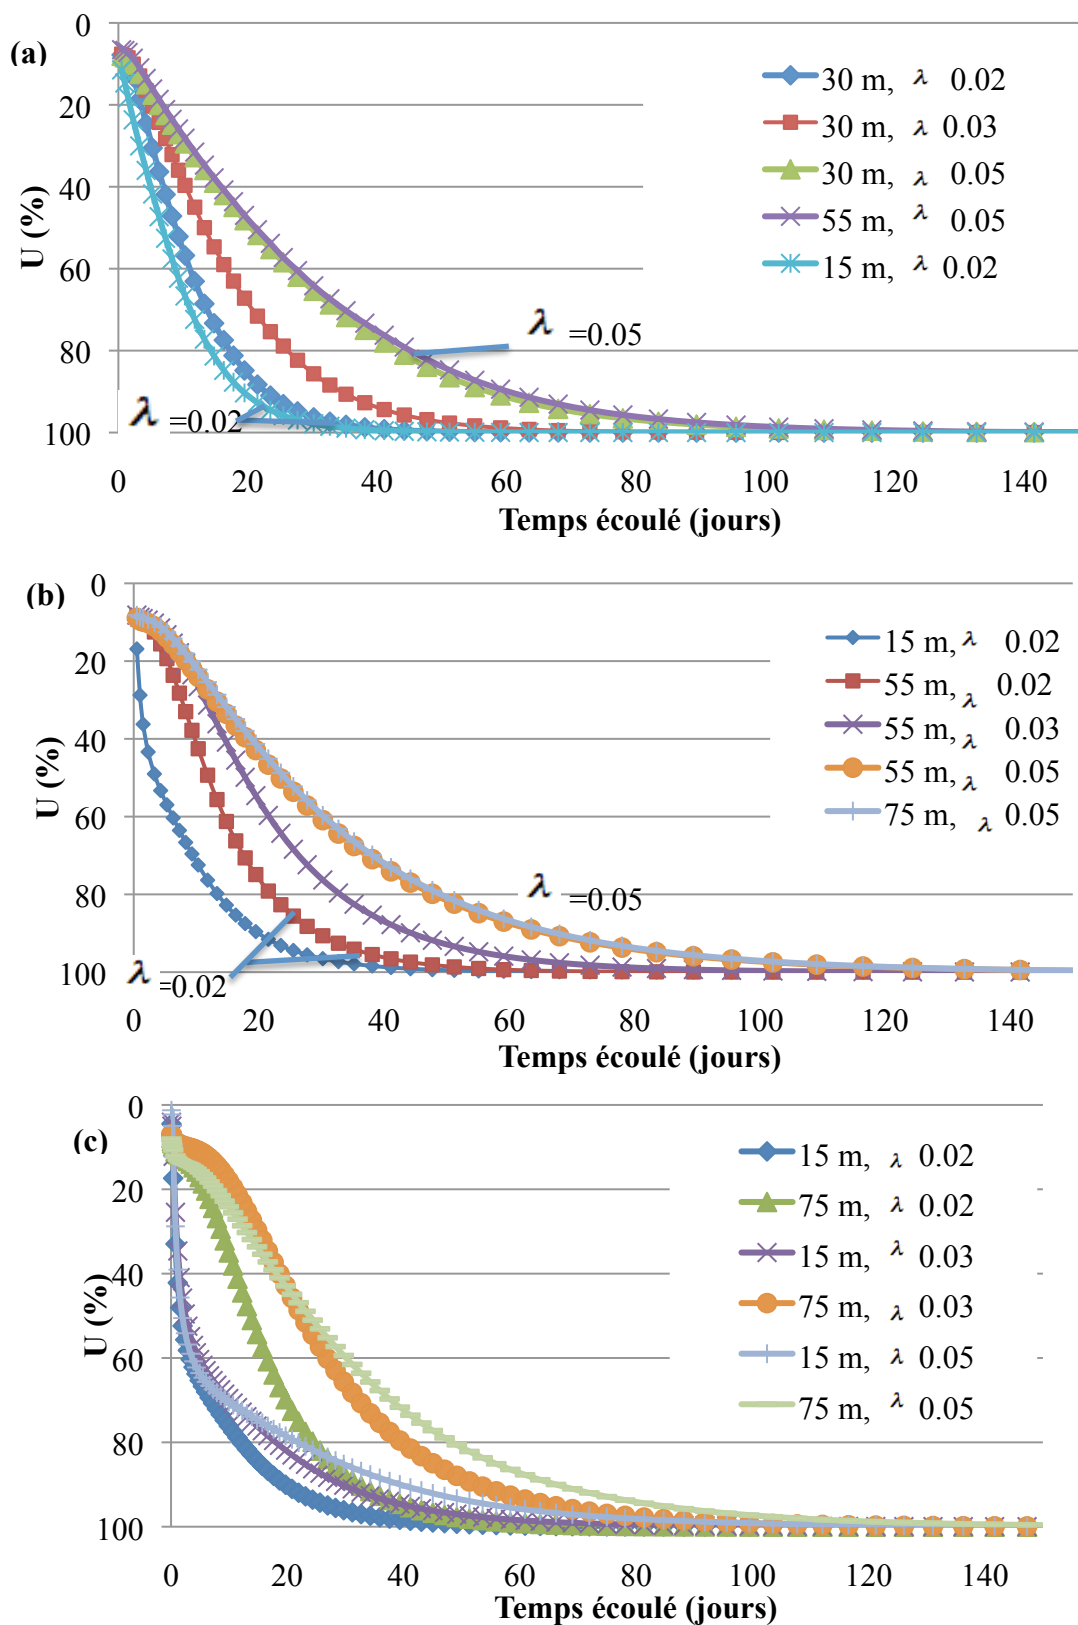 (a)
0
20
40
60
80
100
U (%)
30 m, λ 0.02
30 m, λ 0.03
30 m, λ 0.05
55 m, λ 0.05
15 m, λ 0.02
λ =0.05
λ =0.02
0 20 40 60 80 100 120 140
Temps écoulé (jours)
(b)
0
20
40
60
80
100
U (%)
15 m, λ 0.02
55 m, λ 0.02
55 m, λ 0.03
55 m, λ 0.05
75 m, λ 0.05
λ =0.05
λ =0.02
0 20 40 60 80 100 120 140
Temps écoulé (jours)
(c)
0
20
40
60
80
100
U (%)
15 m, λ 0.02
75 m, λ 0.02
15 m, λ 0.03
75 m, λ 0.03
15 m, λ 0.05
75 m, λ 0.05
0 20 40 60 80 100 120 140
Temps écoulé (jours)